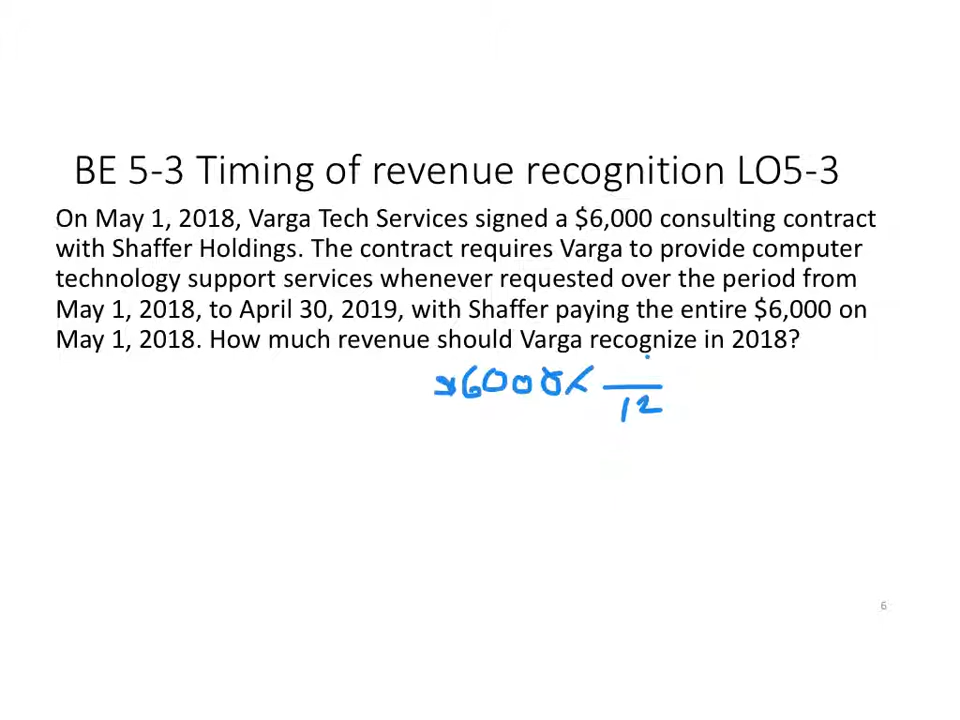 BE 5-3 Timing of revenue recognition LO5-3
On May 1, 2018, Varga Tech Services signed a $6,000 consulting contract
with Shaffer Holdings. The contract requires Varga to provide computer
technology support services whenever requested over the period from
May 1, 2018, to April 30, 2019, with Shaffer paying the entire $6,000 on
May 1, 2018. How much revenue should Varga recognize in 2018?
$6000 ×
12
6